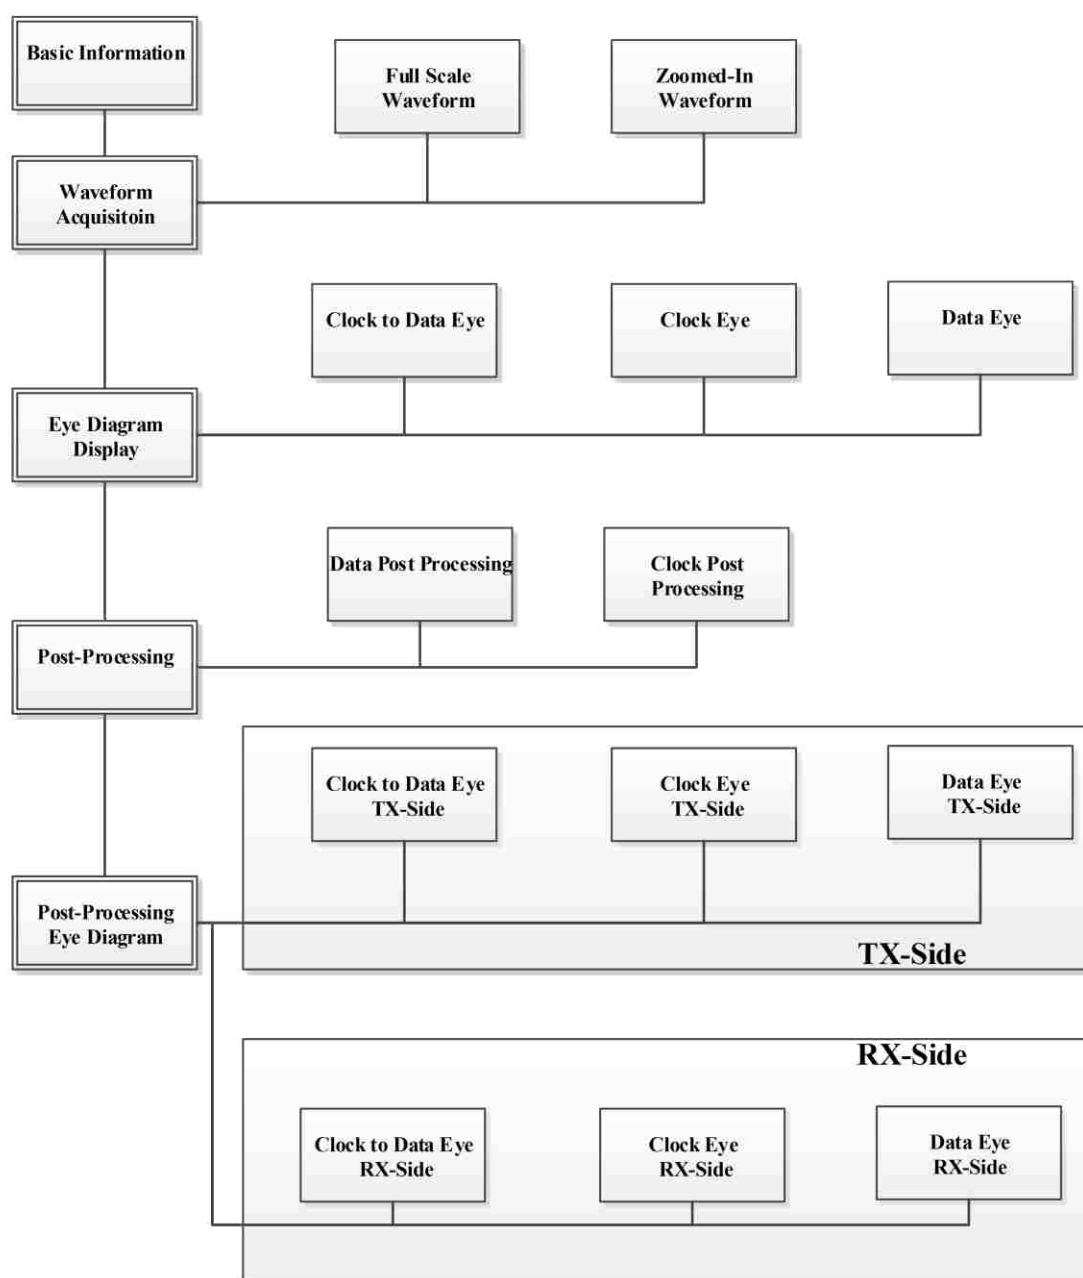 Basic Information
Full Scale
Waveform
Zoomed-In
Waveform
Waveform
Acquisitoin
Clock to Data Eye
Clock Eye
Data Eye
Eye Diagram
Display
Data Post Processing
Clock Post
Processing
Post-Processing
Clock to Data Eye
TX-Side
Clock Eye
TX-Side
Data Eye
TX-Side
Post-Processing
Eye Diagram
TX-Side
RX-Side
Clock to Data Eye
RX-Side
Clock Eye
RX-Side
Data Eye
RX-Side